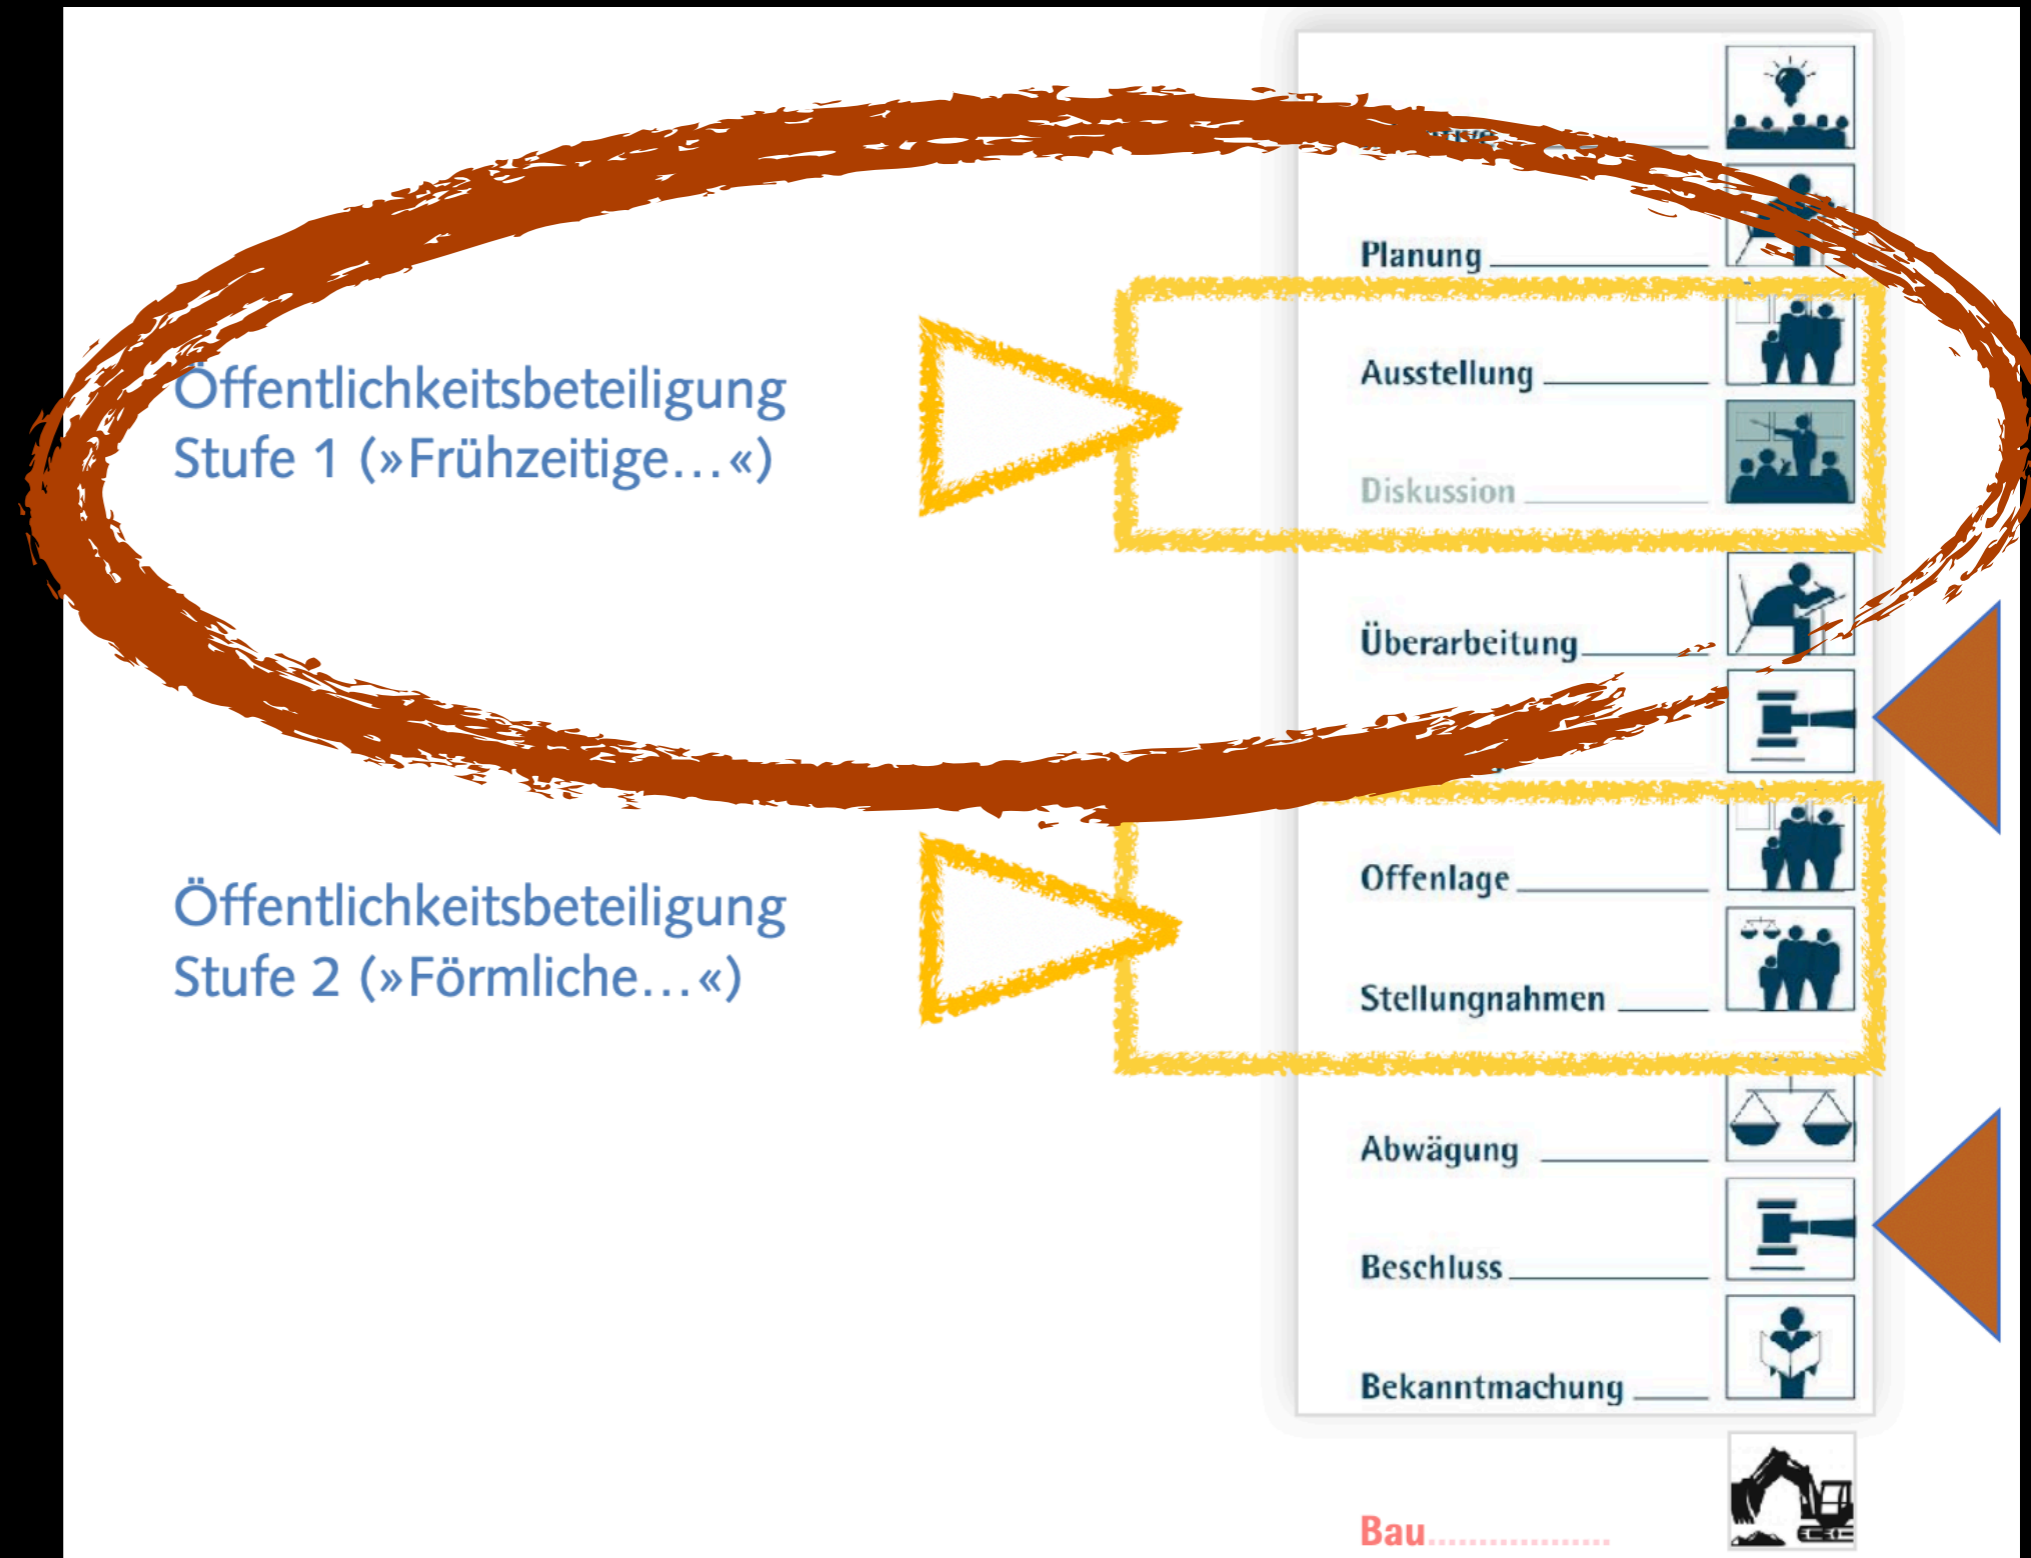 Planung
Öffentlichkeitsbeteiligung
Stufe 1 (»Frühzeitige...«)
Ausstellung
Diskussion
Überarbeitung
Öffentlichkeitsbeteiligung
Stufe 2 (»Förmliche...«)
Offenlage
Stellungnahmen
Abwägung
Beschluss
Bekanntmachung
Bau..................